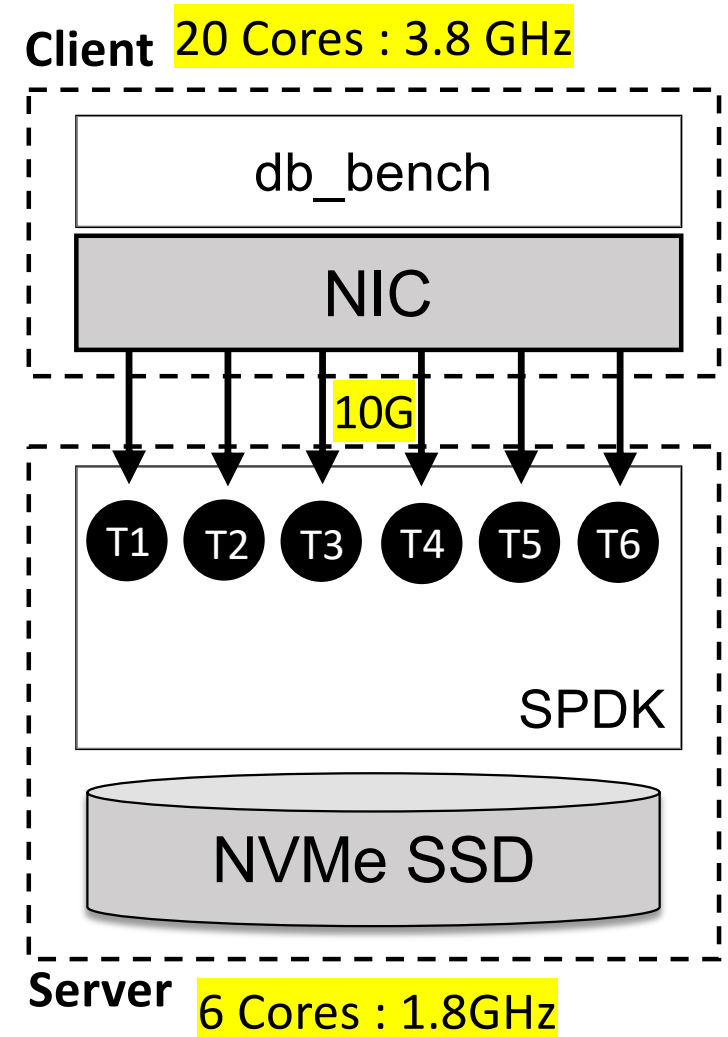 Client 20 Cores : 3.8 GHz
db_bench
NIC
10G
T1 T2 T3 T4 T5 T6
SPDK
NVMe SSD
Server 6 Cores : 1.8GHz